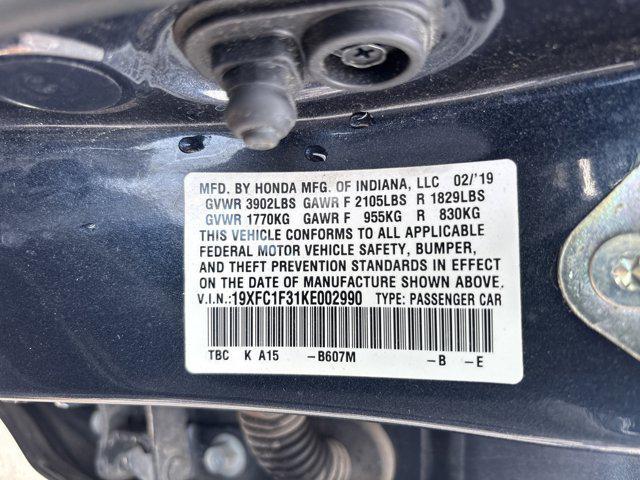 MFD. BY HONDA MFG. OF INDIANA, LLC 02/'19
GVWR 3902LBS GAWR F 2105LBS R 1829LBS
GVWR 1770KG GAWR F 955KG R 830KG
THIS VEHICLE CONFORMS TO ALL APPLICABLE
FEDERAL MOTOR VEHICLE SAFETY, BUMPER,
AND THEFT PREVENTION STANDARDS IN EFFECT
ON THE DATE OF MANUFACTURE SHOWN ABOVE.
V.I.N.:19XFC1F31KE002990 TYPE: PASSENGER CAR
TBC K A15 -B607M -B -E